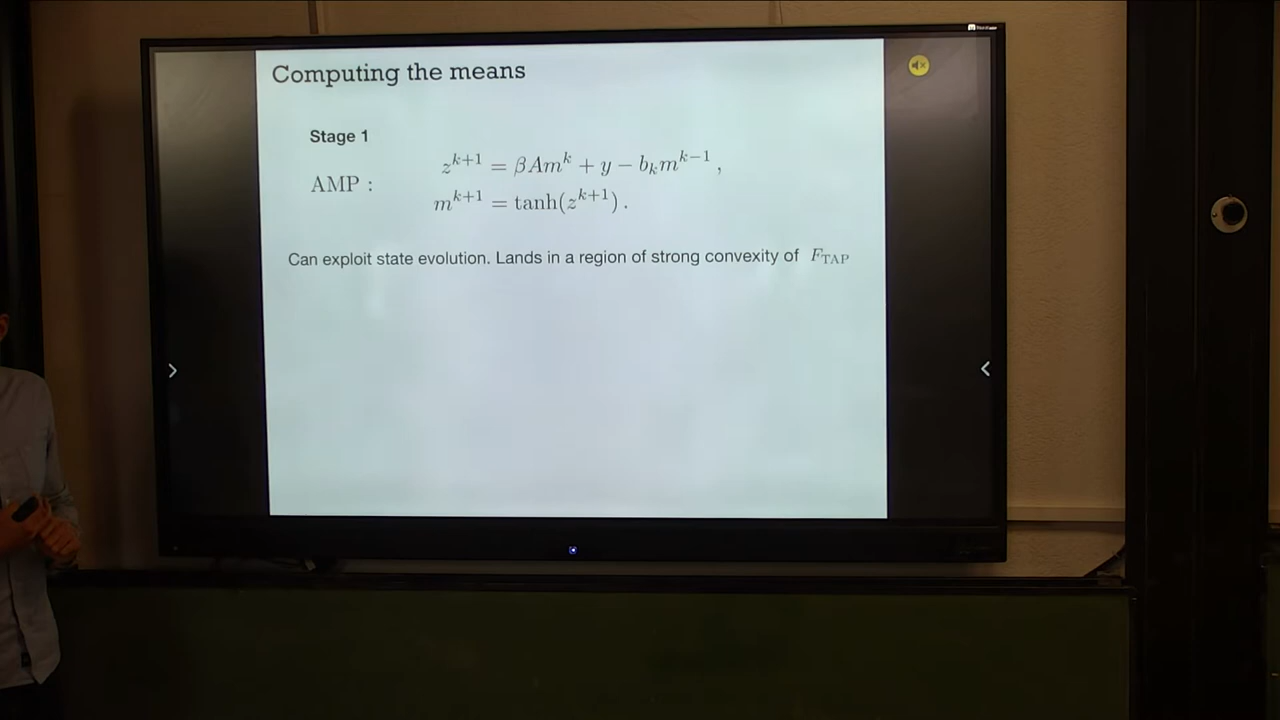 Computing the means
Stage 1
AMP :
z^{k+1} = βAm^k + y − b_k m^{k−1} ,
m^{k+1} = tanh(z^{k+1}) .
Can exploit state evolution. Lands in a region of strong convexity of F_TAP